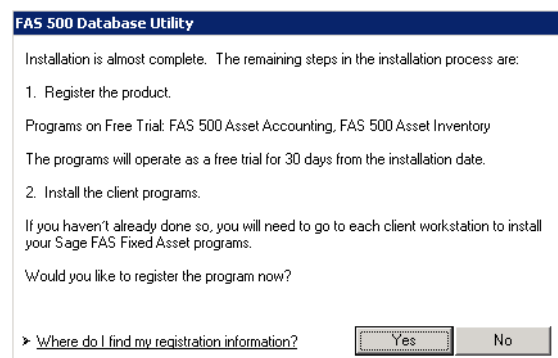 FAS 500 Database Utility
Installation is almost complete. The remaining steps in the installation process are:
1. Register the product.
Programs on Free Trial: FAS 500 Asset Accounting, FAS 500 Asset Inventory
The programs will operate as a free trial for 30 days from the installation date.
2. Install the client programs.
If you haven't already done so, you will need to go to each client workstation to install
your Sage FAS Fixed Asset programs.
Would you like to register the program now?
Where do I find my registration information?
Yes
No